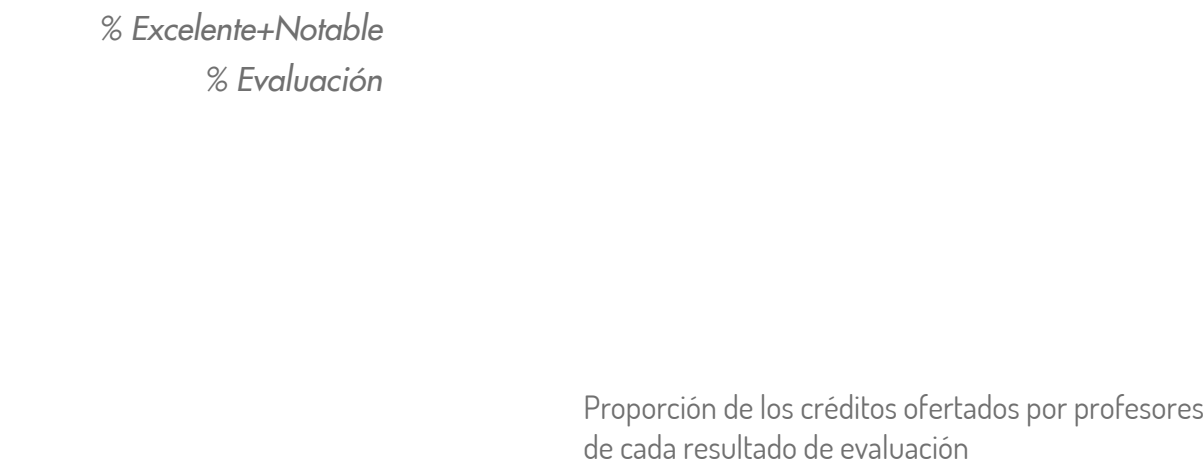 % Excelente+Notable
% Evaluación
Proporción de los créditos ofertados por profesores
de cada resultado de evaluación